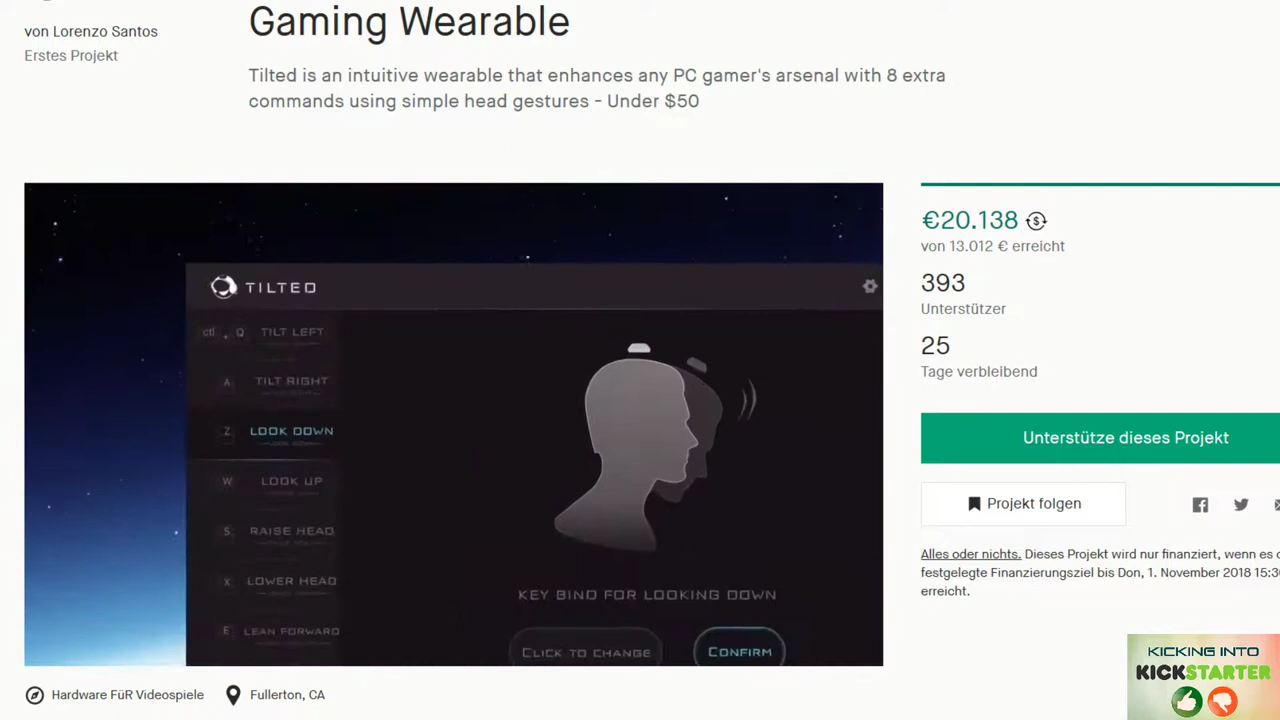 Gaming Wearable
von Lorenzo Santos
Erstes Projekt
Tilted is an intuitive wearable that enhances any PC gamer's arsenal with 8 extra
commands using simple head gestures - Under $50
TILTED
ctl + Q TILT LEFT
A TILT RIGHT
Z LOOK DOWN
W LOOK UP
S RAISE HEAD
X LOWER HEAD
E LEAN FORWARD
KEY BIND FOR LOOKING DOWN
CLICK TO CHANGE
CONFIRM
€20.138
von 13.012 € erreicht
393
Unterstützer
25
Tage verbleibend
Unterstütze dieses Projekt
Projekt folgen
Alles oder nichts. Dieses Projekt wird nur finanziert, wenn es
festgelegte Finanzierungsziel bis Don, 1. November 2018
erreicht.
Hardware FüR Videospiele
Fullerton, CA
KICKING INTO
KICKSTARTER